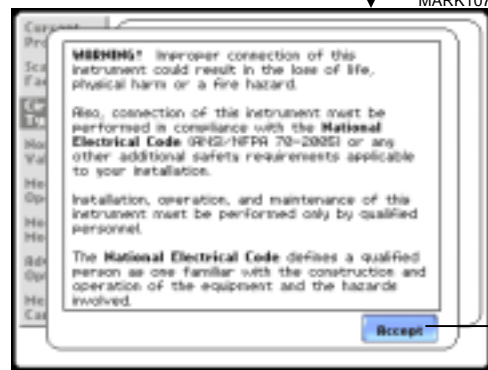 MARK107
WARNING! Improper connection of this
instrument could result in the loss of life,
physical harm or a fire hazard.
Also, connection of this instrument must be
performed in compliance with the National
Electrical Code (ANSI/NFPA 70-2005) or any
other additional safety requirements applicable
to your installation.
Installation, operation, and maintenance of this
instrument must be performed only by qualified
personnel.
The National Electrical Code defines a qualified
person as one familiar with the construction and
operation of the equipment and the hazards
involved.
Accept